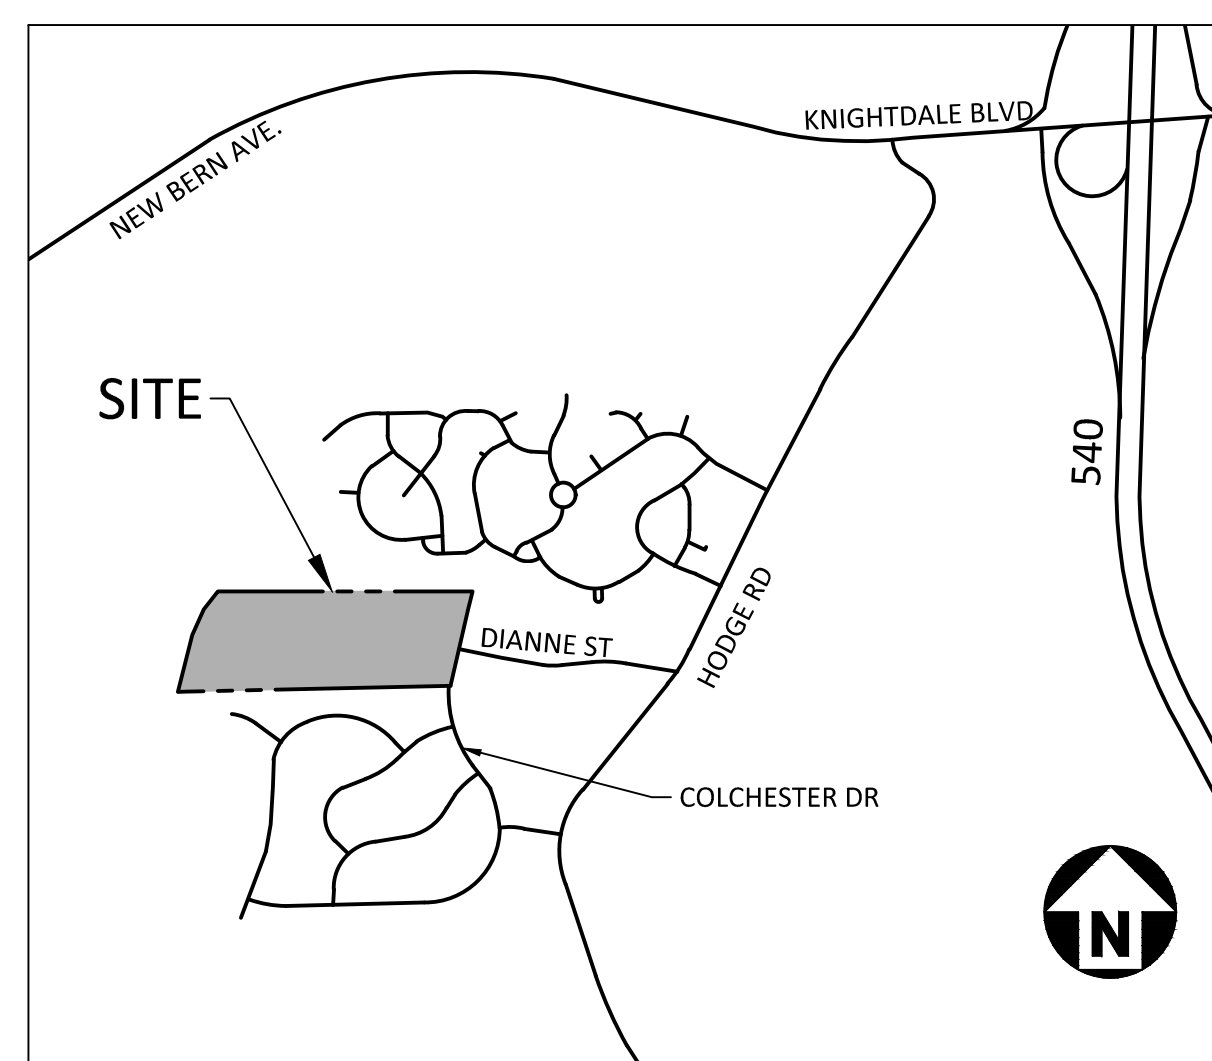 KNIGHTDALE BLVD
NEW BERN AVE.
SITE
540
HODGE RD
DIANNE ST
COLCHESTER DR
N